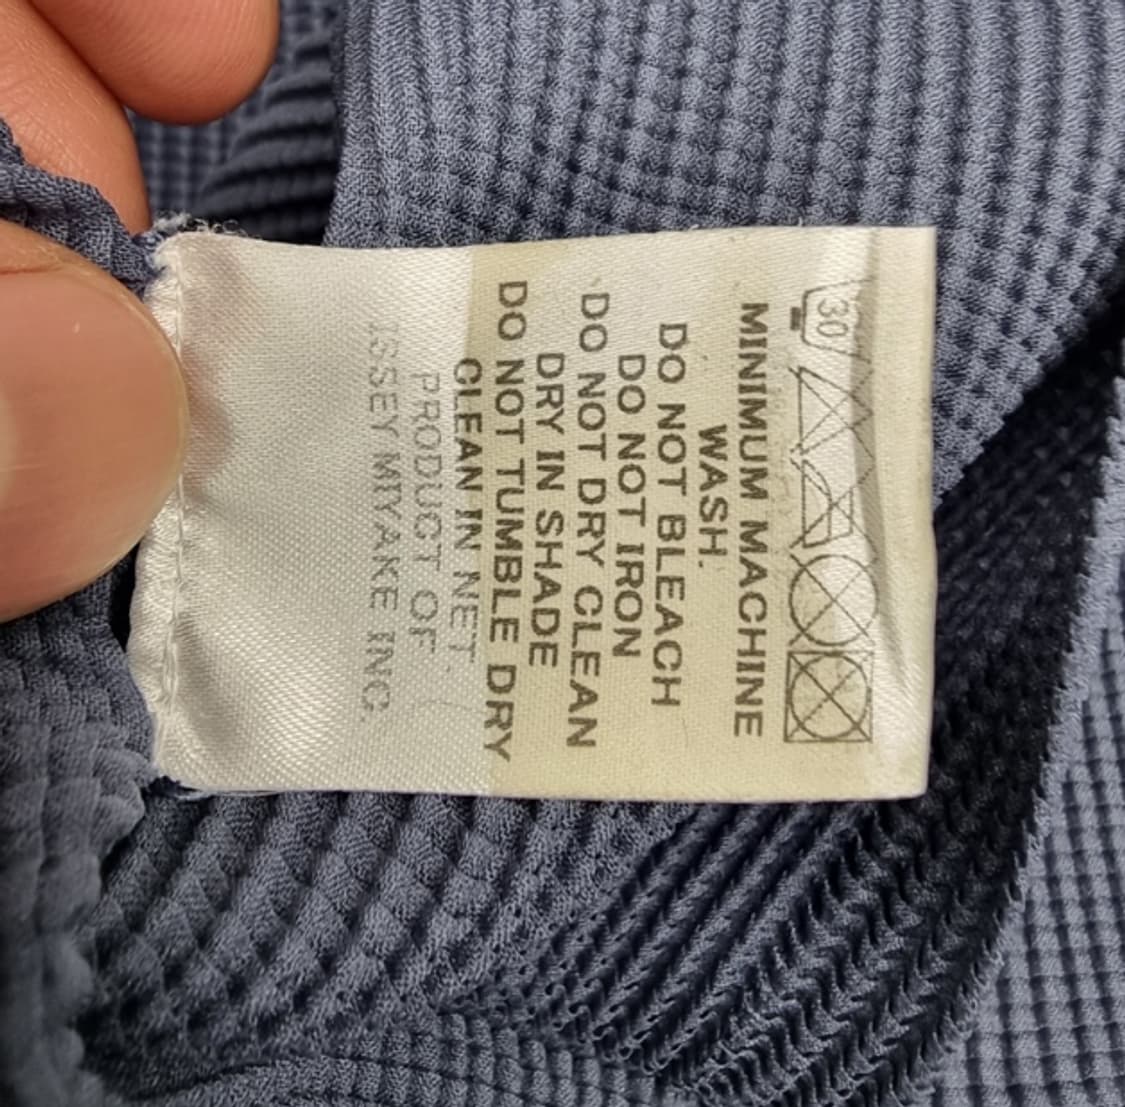 30
MINIMUM MACHINE
WASH.
DO NOT BLEACH
DO NOT IRON
DO NOT DRY CLEAN
DRY IN SHADE
DO NOT TUMBLE DRY
CLEAN IN NET.
PRODUCT OF
ISSEY MIYAKE INC.